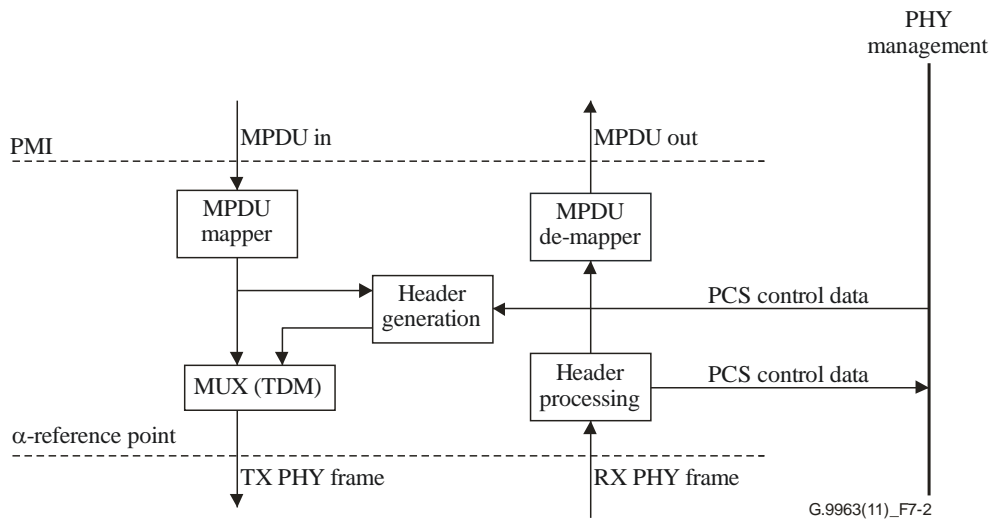 PHY
management
MPDU in
MPDU out
PMI
MPDU
mapper
MPDU
de-mapper
Header
generation
PCS control data
MUX (TDM)
Header
processing
PCS control data
α-reference point
TX PHY frame
RX PHY frame
G.9963(11)_F7-2